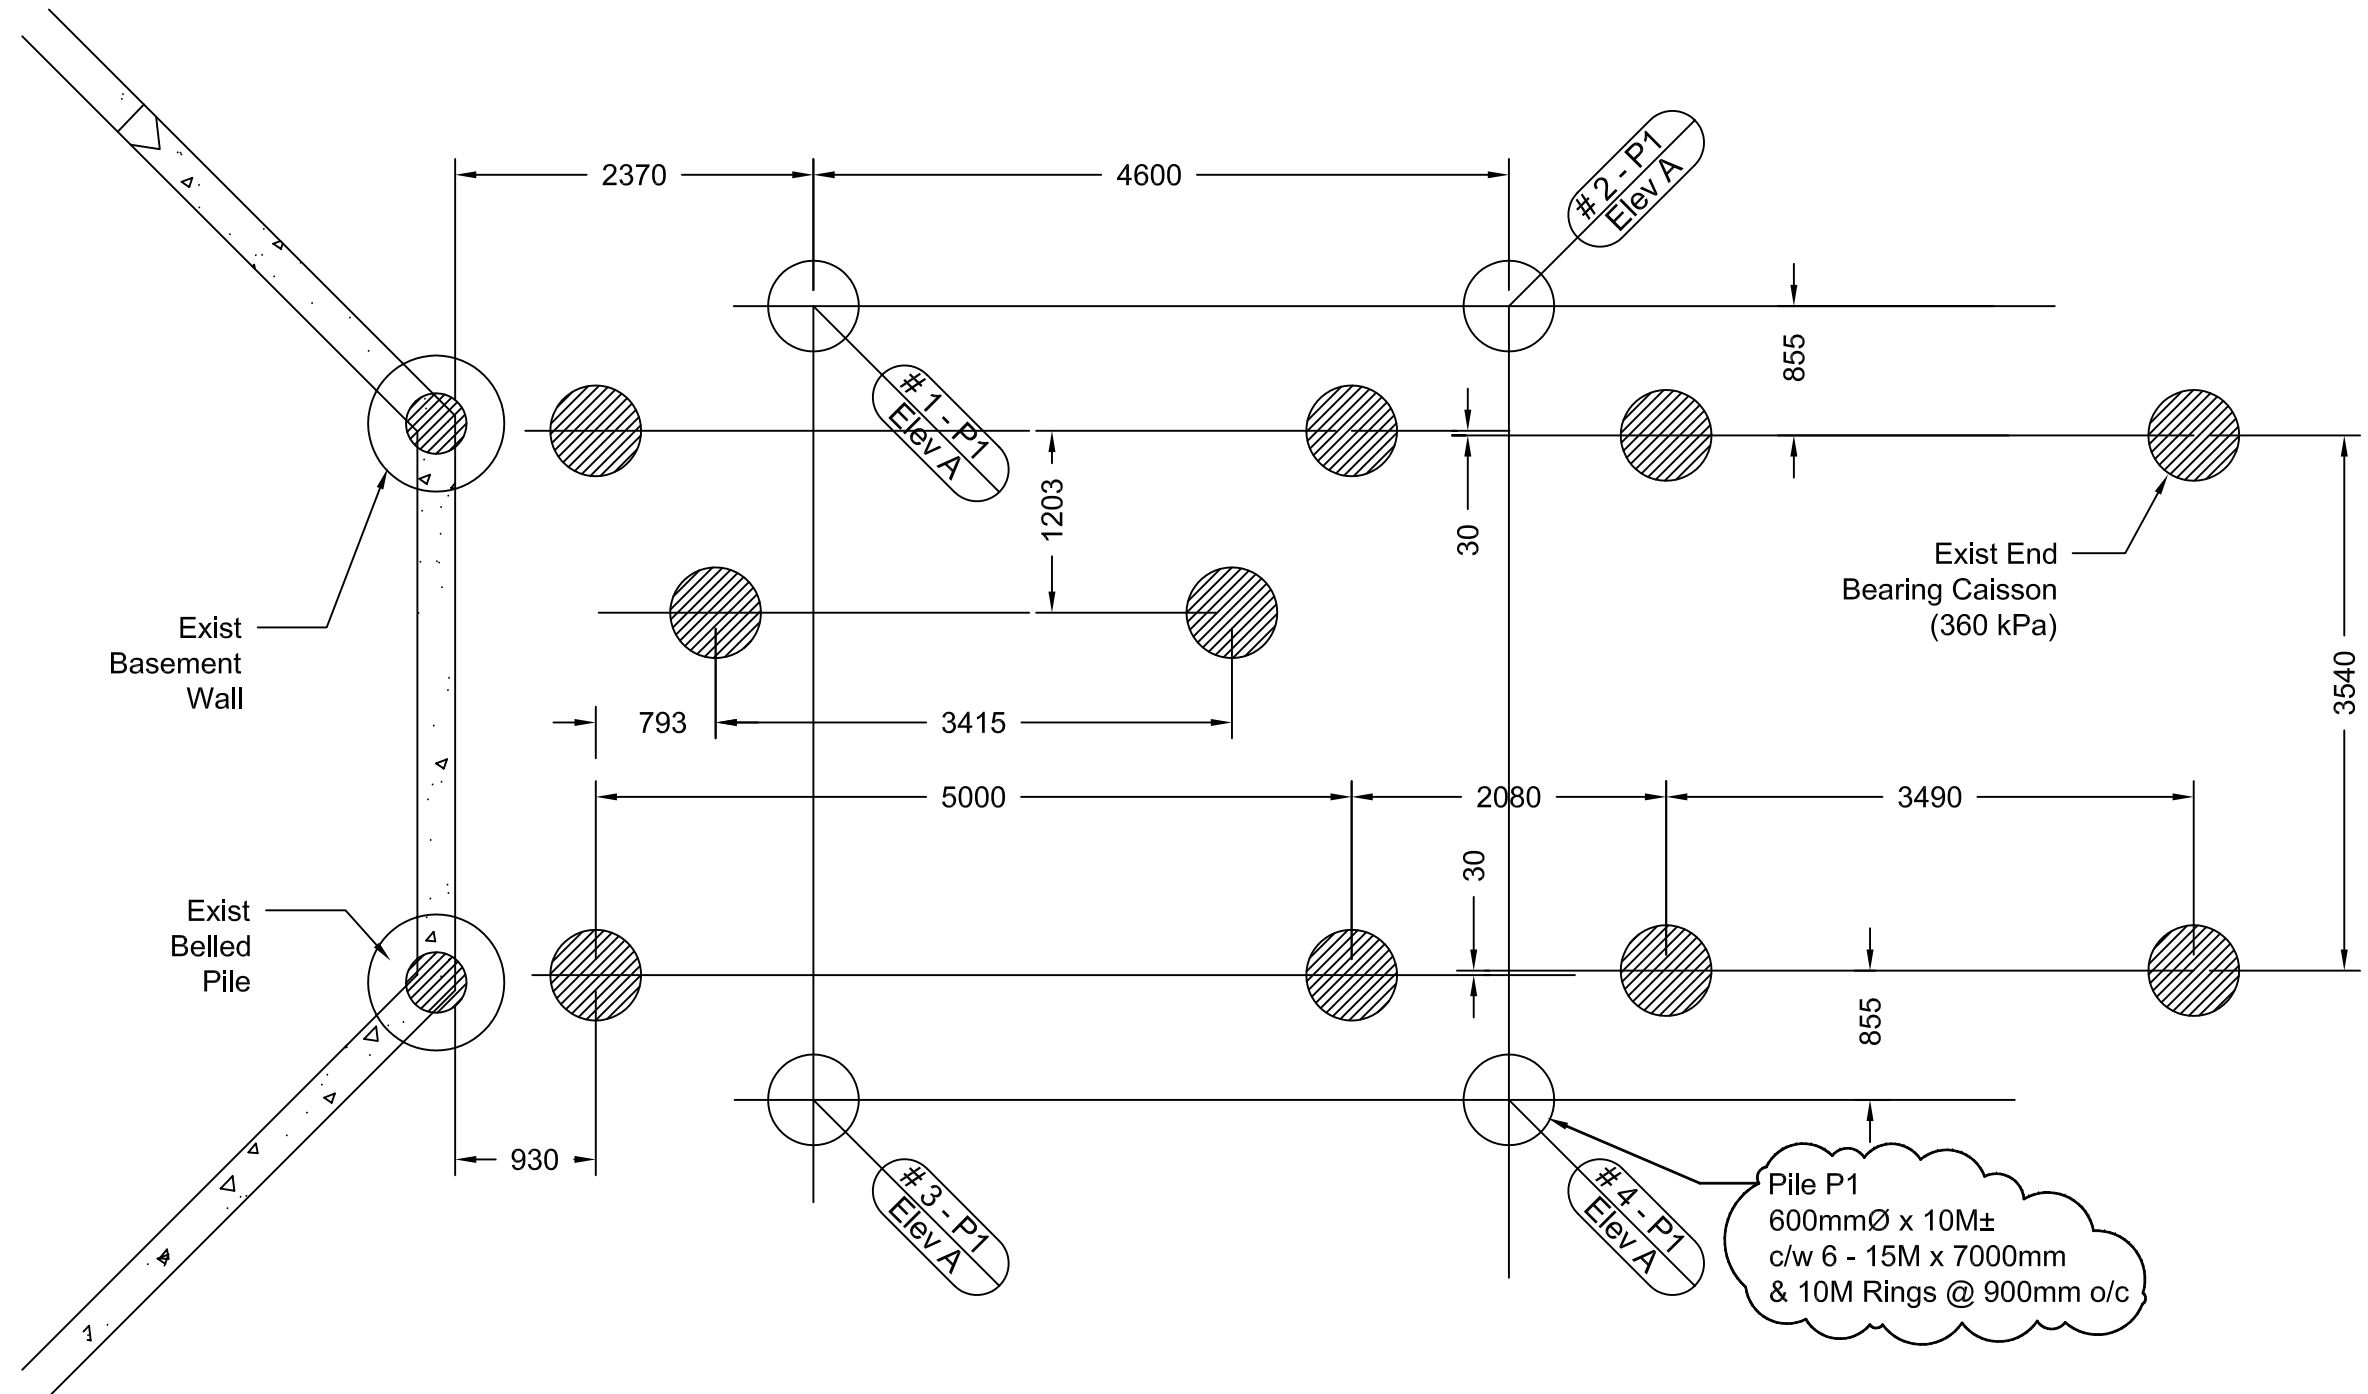 2370
4600
# 2 - P1
Elev A
855
# 1 - P1
Elev A
1203
30
Exist End
Bearing Caisson
(360 kPa)
Exist
Basement
Wall
3540
793
3415
5000
2080
3490
30
Exist
Belled
Pile
855
930
# 3 - P1
Elev A
# 4 - P1
Elev A
Pile P1
600mmØ x 10M±
c/w 6 - 15M x 7000mm
& 10M Rings @ 900mm o/c